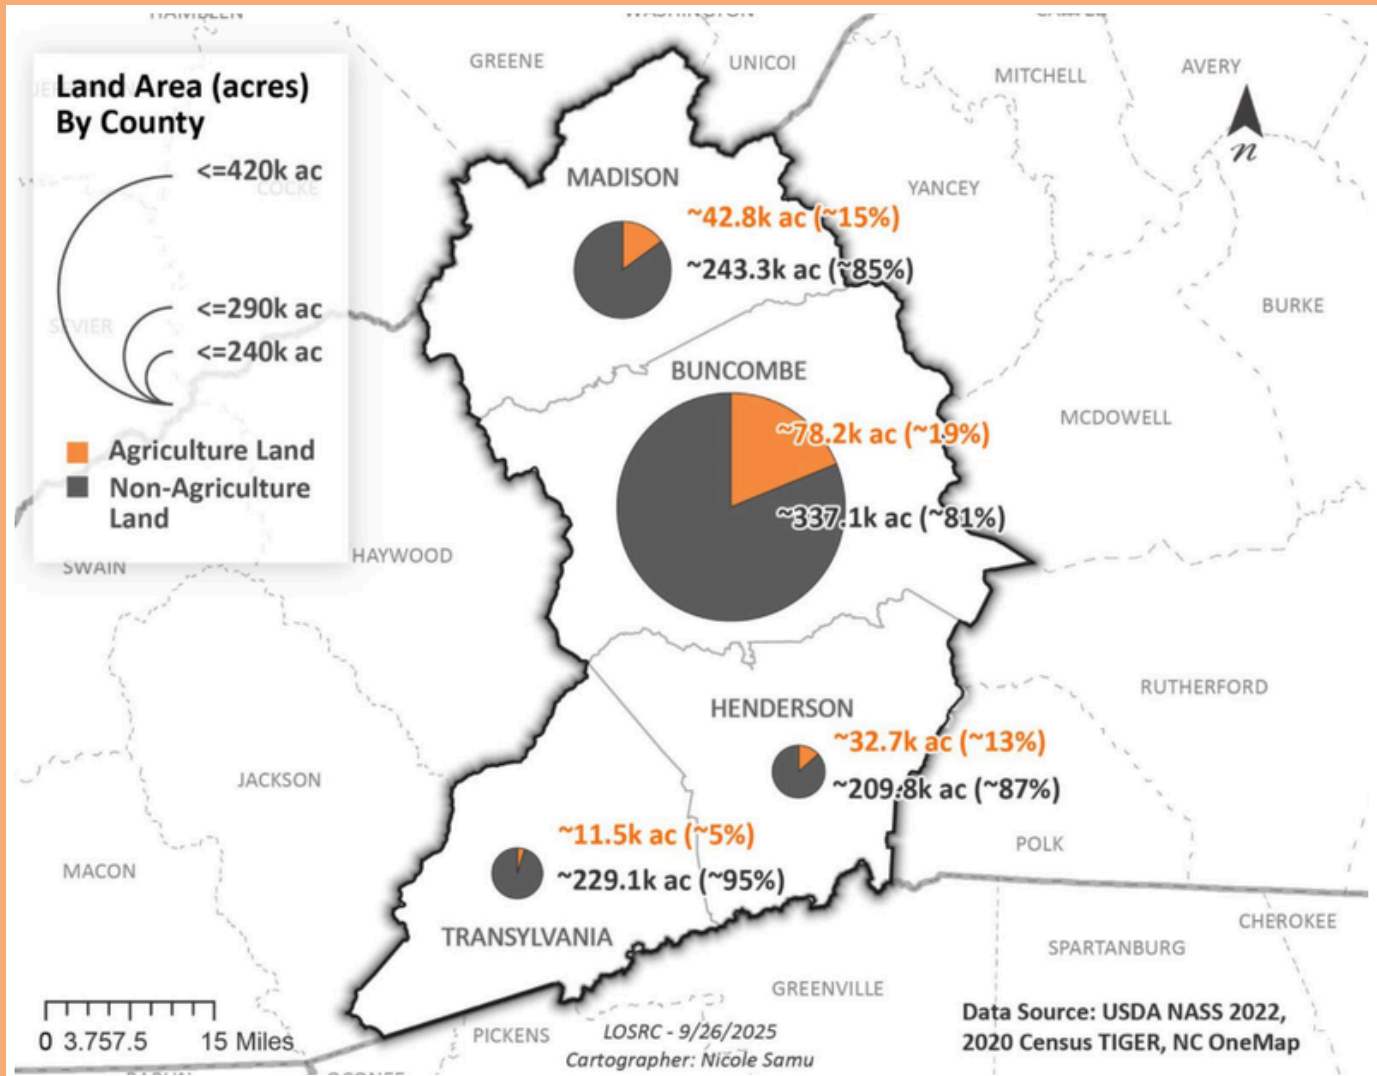 HAMBLEN
WASHINGTON
GREENE
UNICOI
MITCHELL
AVERY
Land Area (acres)
By County
<=420k ac
COCKE
<=290k ac
SEVIER
<=240k ac
Agriculture Land
Non-Agriculture
Land
n
MADISON
~42.8k ac (~15%)
~243.3k ac (~85%)
YANCEY
BURKE
BUNCOMBE
~78.2k ac (~19%)
~337.1k ac (~81%)
MCDOWELL
HAYWOOD
SWAIN
HENDERSON
~32.7k ac (~13%)
~209.8k ac (~87%)
RUTHERFORD
JACKSON
~11.5k ac (~5%)
~229.1k ac (~95%)
TRANSYLVANIA
MACON
POLK
CHEROKEE
SPARTANBURG
GREENVILLE
PICKENS
0 3.757.5 15 Miles
LOSRC - 9/26/2025
Cartographer: Nicole Samu
Data Source: USDA NASS 2022,
2020 Census TIGER, NC OneMap